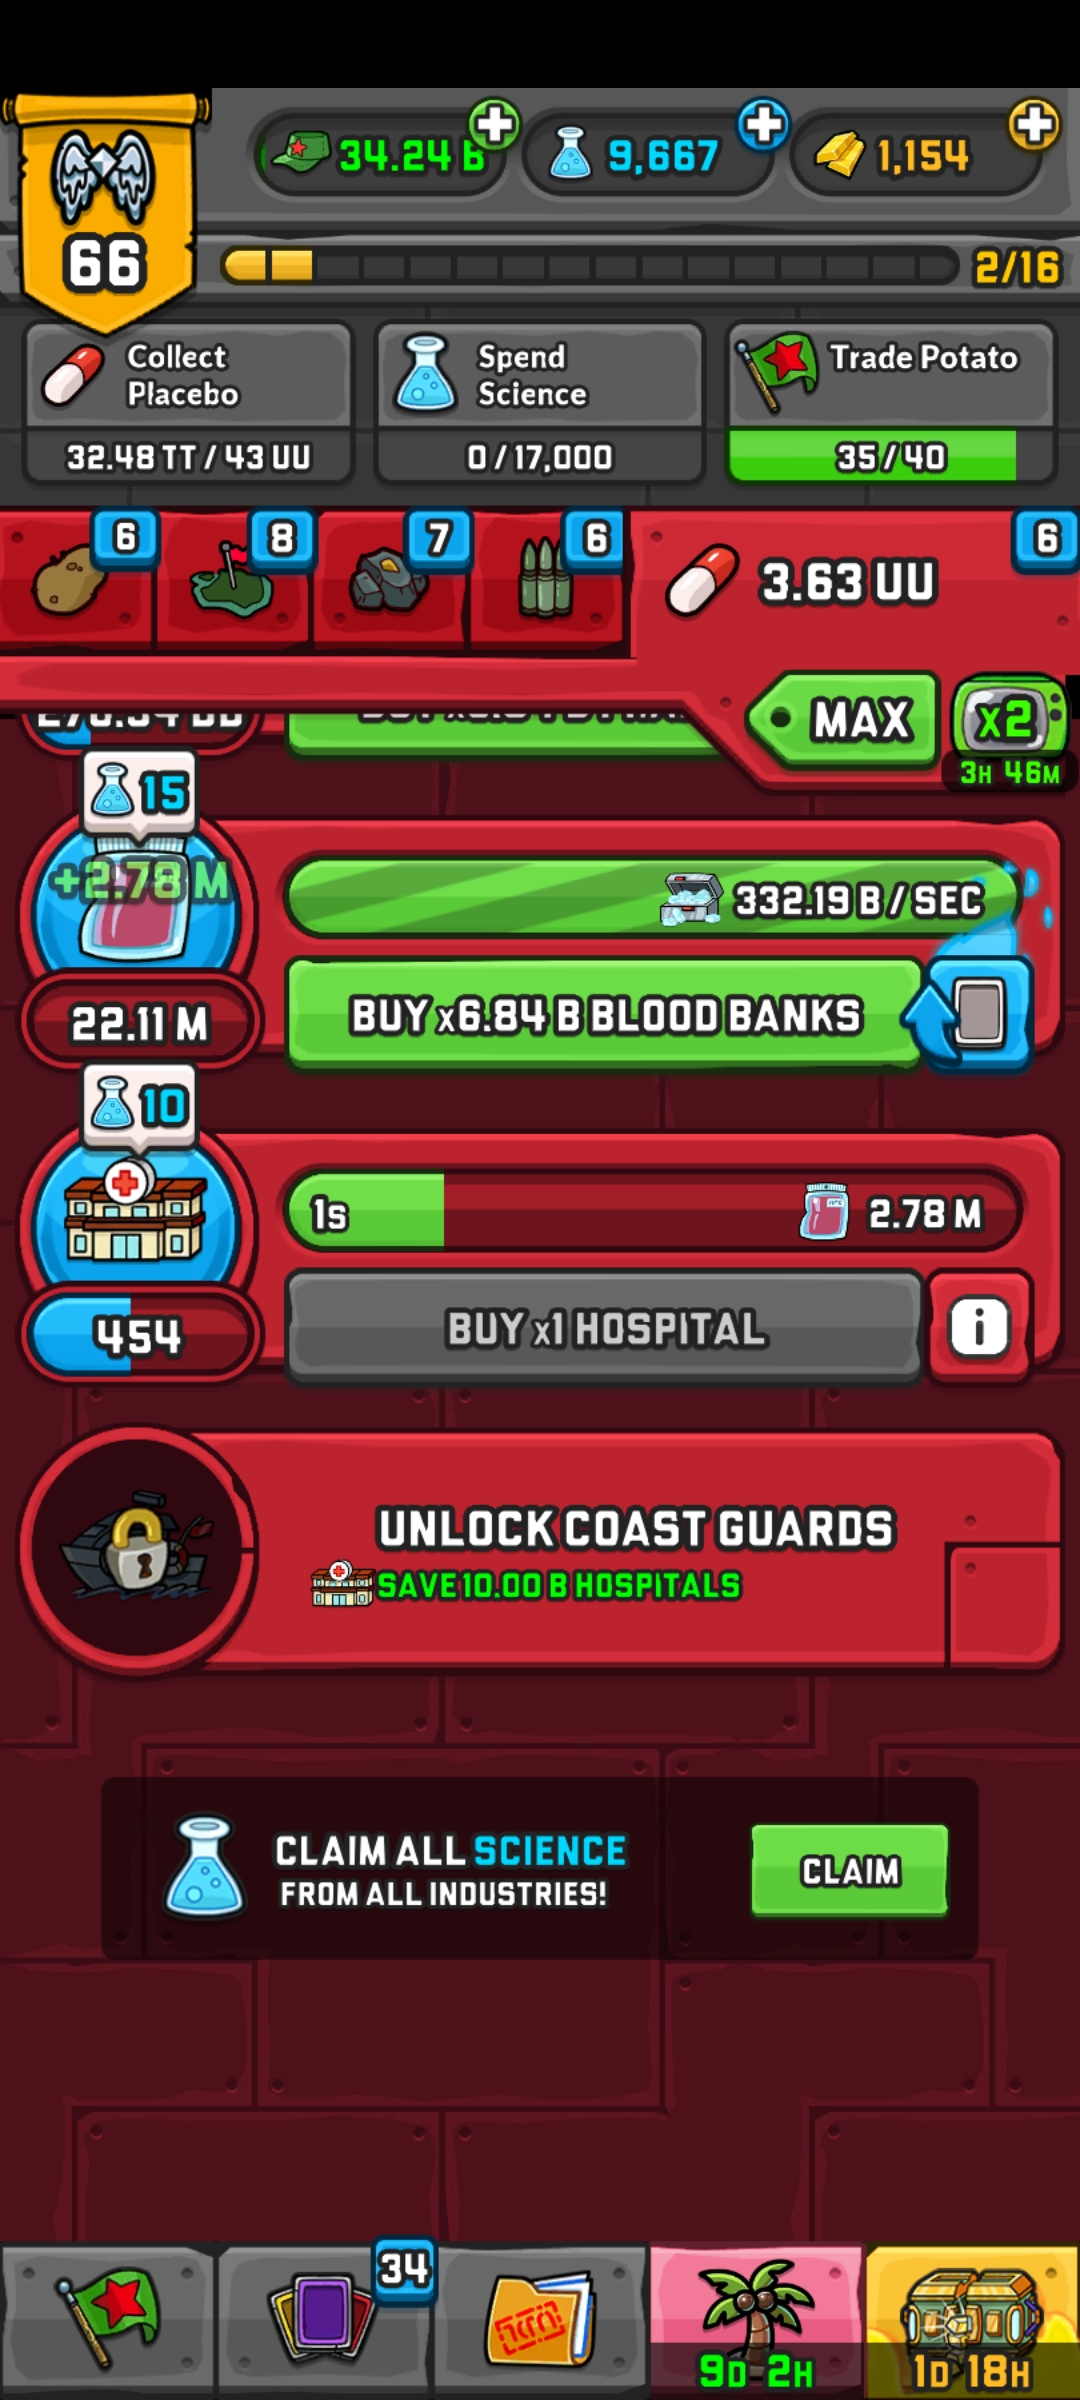 34.24 B
9,667
1,154
66
2/16
Collect
Placebo
32.48 TT / 43 UU
Spend
Science
0 / 17,000
Trade Potato
35 / 40
6
8
7
6
3.63 UU
6
MAX
x2
3H 46M
15
+2.78 M
332.19 B / SEC
22.11 M
BUY x6.84 B BLOOD BANKS
10
1s
2.78 M
454
BUY x1 HOSPITAL
i
UNLOCK COAST GUARDS
SAVE 10.00 B HOSPITALS
CLAIM ALL SCIENCE
FROM ALL INDUSTRIES!
CLAIM
34
9D 2H
1D 18H